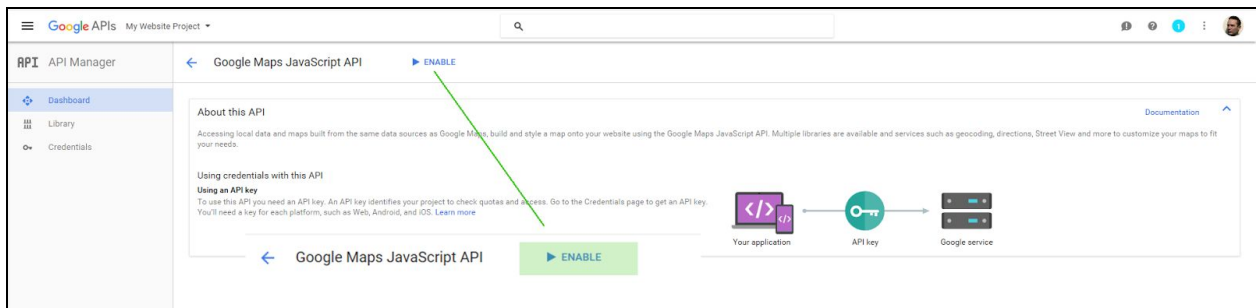 Google APIs My Website Project
1
API API Manager
Google Maps JavaScript API ENABLE
Dashboard
Library
Credentials
About this API
Documentation
Accessing local data and maps built from the same data sources as Google Maps, build and style a map onto your website using the Google Maps JavaScript API. Multiple libraries are available and services such as geocoding, directions, Street View and more to customize your maps to fit
your needs.
Using credentials with this API
Using an API key
To use this API you need an API key. An API key identifies your project to check quotas and access. Go to the Credentials page to get an API key.
You'll need a key for each platform, such as Web, Android, and iOS. Learn more
</> </>
Your application API key Google service
Google Maps JavaScript API ENABLE